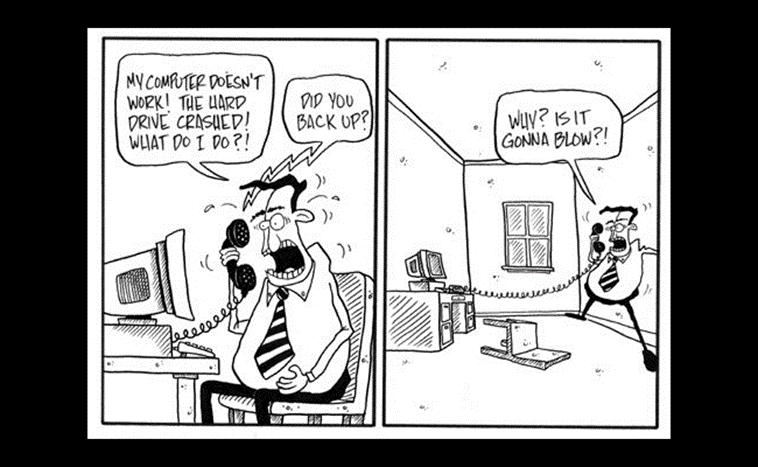 MY COMPUTER DOESN'T
WORK! THE HARD
DRIVE CRASHED!
WHAT DO I DO?!
DID YOU
BACK UP?
WHY? IS IT
GONNA BLOW?!